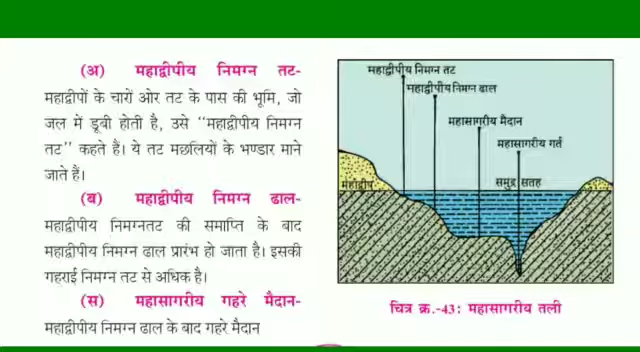 (अ) महाद्वीपीय निमग्न तट-
महाद्वीपों के चारों ओर तट के पास की भूमि, जो
जल में डूबी होती है, उसे "महाद्वीपीय निमग्न
तट" कहते हैं। ये तट मछलियों के भण्डार माने
जाते हैं।
(ब) महाद्वीपीय निमग्न ढाल-
महाद्वीपीय निमग्नतट की समाप्ति के बाद
महाद्वीपीय निमग्न ढाल प्रारंभ हो जाता है। इसकी
गहराई निमग्न तट से अधिक है।
(स) महासागरीय गहरे मैदान-
महाद्वीपीय निमग्न ढाल के बाद गहरे मैदान
महाद्वीपीय निमग्न तट
महाद्वीपीय निमग्न ढाल
महासागरीय मैदान
महासागरीय गर्त
महाद्वीप
समुद्र सतह
चित्र क्र.-43: महासागरीय तली